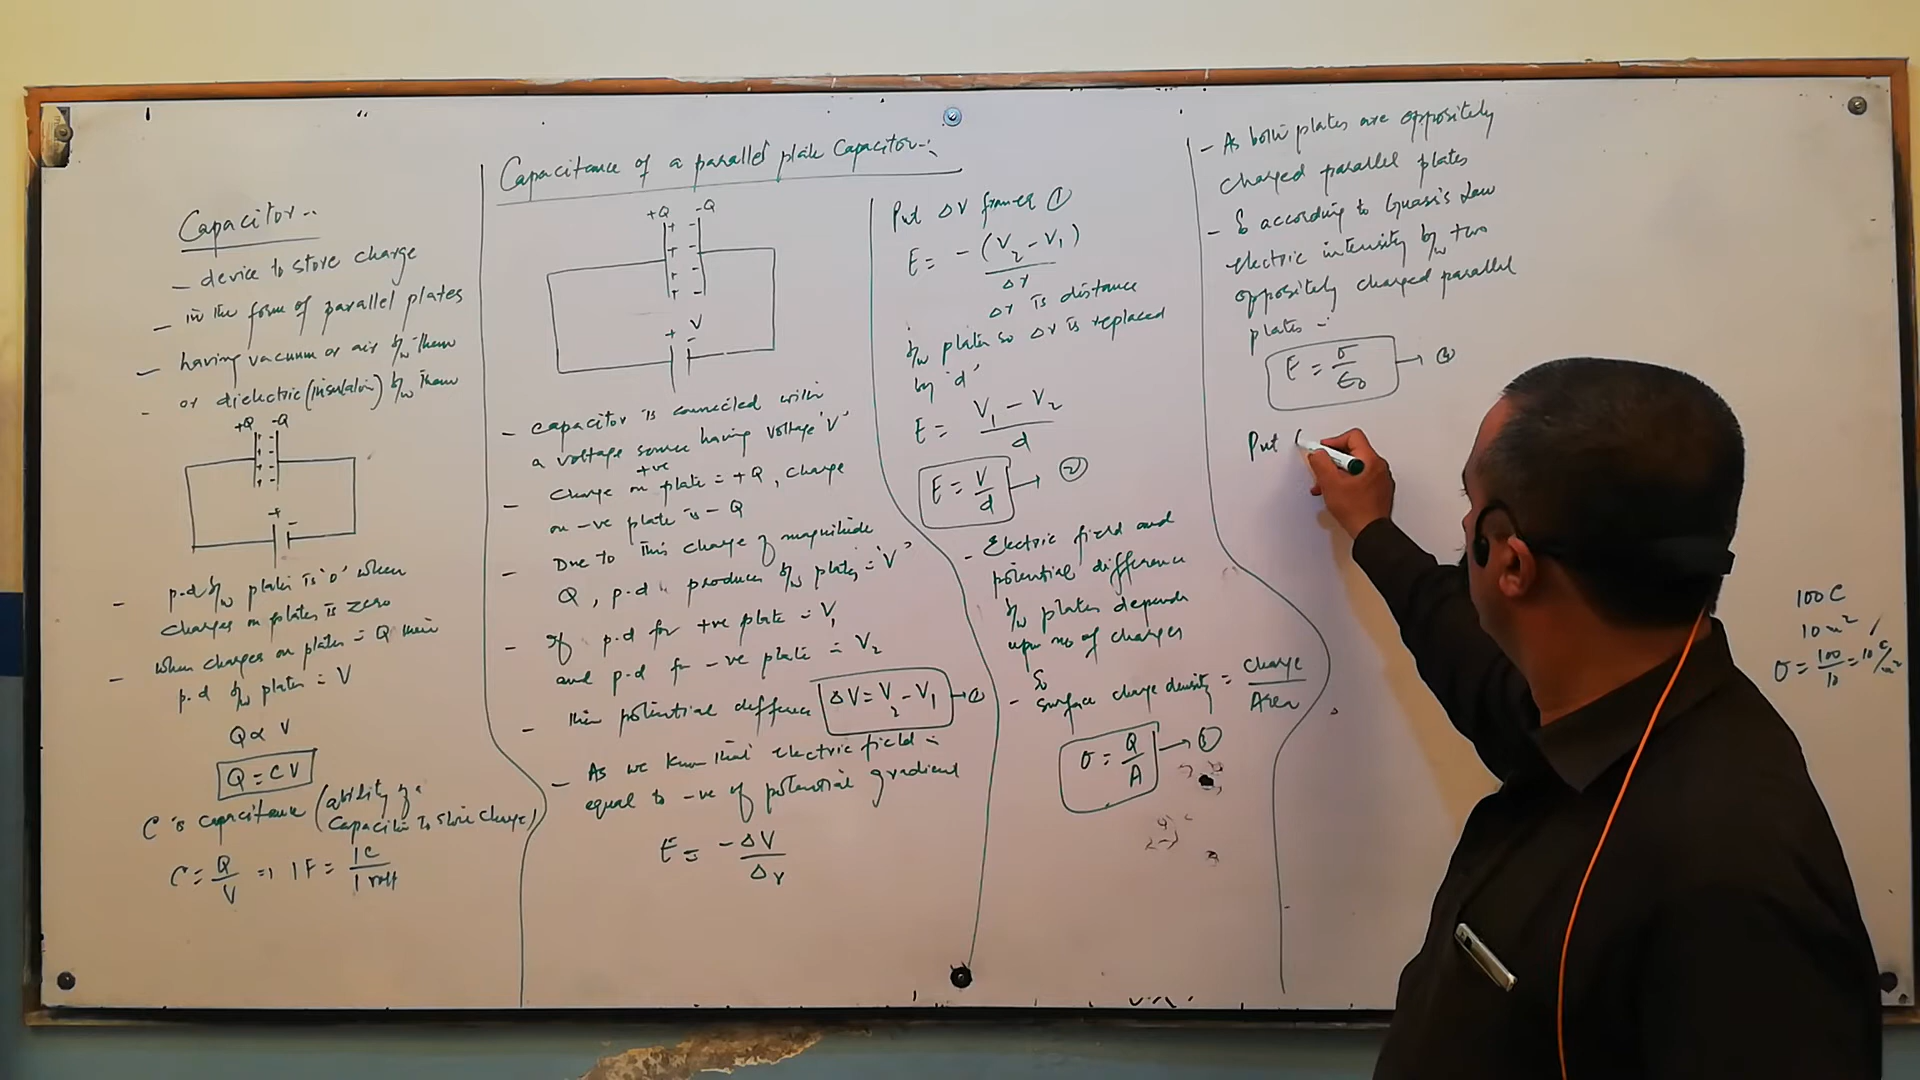 Capacitor -..
- device to store charge
- in the form of parallel plates
- having vacuum or air b/w them
- or dielectric (insulation) b/w them
+Q -Q
+ -
- p.d b/w plates is '0' when
charges on plates is zero
- when charges on plates = Q then
p.d b/w plates = V
Q ∝ V
Q = CV
C is capacitance (ability of a
capacitor to store charge)
C = Q/V => 1F = 1C/1 volt
Capacitance of a parallel plate Capacitor -:
+Q -Q
+ -
+ -
+ -
+ -
V
+ -
- capacitor is connected with
a voltage source having voltage 'V'
- charge on +ve plate = +Q, charge
on -ve plate is - Q
- Due to this charge of magnitude
Q, p.d produces b/w plates = 'V'
- If p.d for +ve plate = V1
and p.d for -ve plate = V2
- then potential differece ΔV = V2 - V1 → ①
- As we know that electric field is
equal to -ve of potential gradient
E = -ΔV/Δr
Put ΔV from eq ①
E = -(V2 - V1)/Δr
Δr is distance
b/w plates so Δr is replaced
by 'd'
E = V1 - V2/d
E = V/d → ②
- Electric field and
potential difference
b/w plates depends
upon no of charges
So
- surface charge density = charge/Area
σ = Q/A → ③
- As both plates are oppositely
charged parallel plates
- So according to Guass's Law
electric intensity b/w two
oppositely charged parallel
plates -:
E = σ/ε0 → ④
Put
100 C
10 m²
σ = 100/10 = 10 C/m²